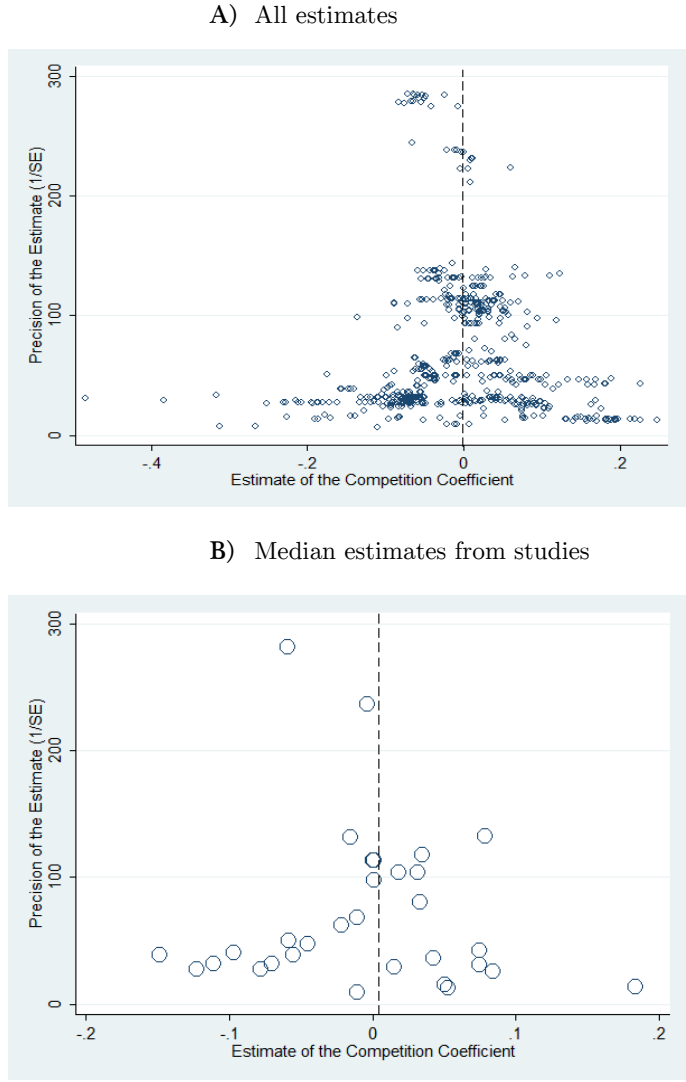 A) All estimates
300
200
100
0
Precision of the Estimate (1/SE)
-.4 -.2 0 .2
Estimate of the Competition Coefficient
B) Median estimates from studies
300
200
100
0
Precision of the Estimate (1/SE)
-.2 -.1 0 .1 .2
Estimate of the Competition Coefficient